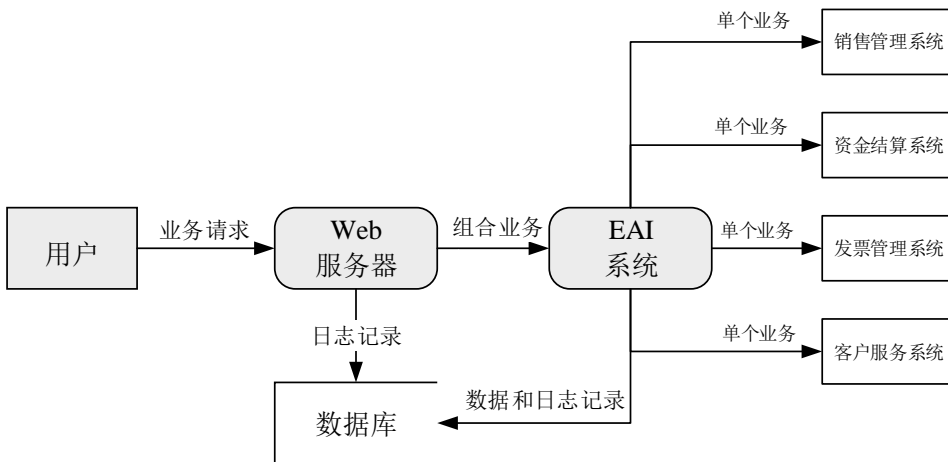 单个业务
销售管理系统
单个业务
资金结算系统
用户
业务请求
Web
服务器
组合业务
EAI
系统
单个业务
发票管理系统
日志记录
单个业务
客户服务系统
数据和日志记录
数据库